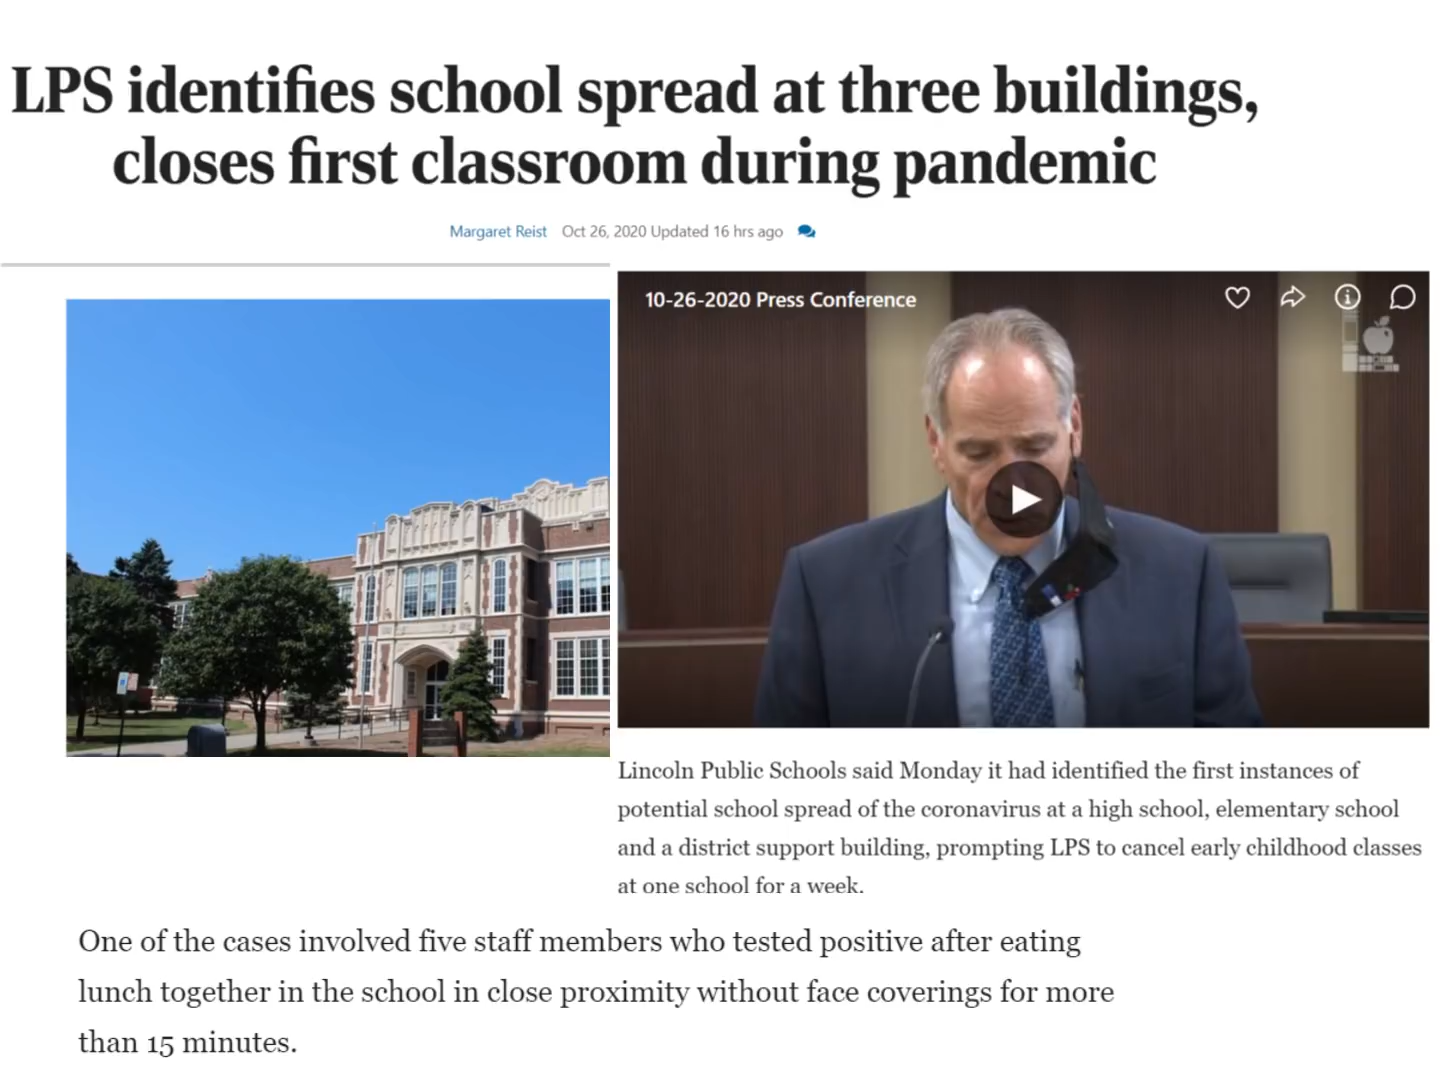 LPS identifies school spread at three buildings,
closes first classroom during pandemic
Margaret Reist Oct 26, 2020 Updated 16 hrs ago
10-26-2020 Press Conference
Lincoln Public Schools said Monday it had identified the first instances of
potential school spread of the coronavirus at a high school, elementary school
and a district support building, prompting LPS to cancel early childhood classes
at one school for a week.
One of the cases involved five staff members who tested positive after eating
lunch together in the school in close proximity without face coverings for more
than 15 minutes.